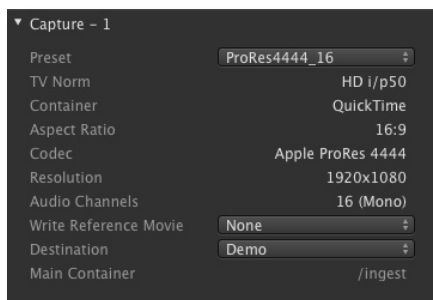 Capture – 1
Preset ProRes4444_16
TV Norm HD i/p50
Container QuickTime
Aspect Ratio 16:9
Codec Apple ProRes 4444
Resolution 1920x1080
Audio Channels 16 (Mono)
Write Reference Movie None
Destination Demo
Main Container /ingest